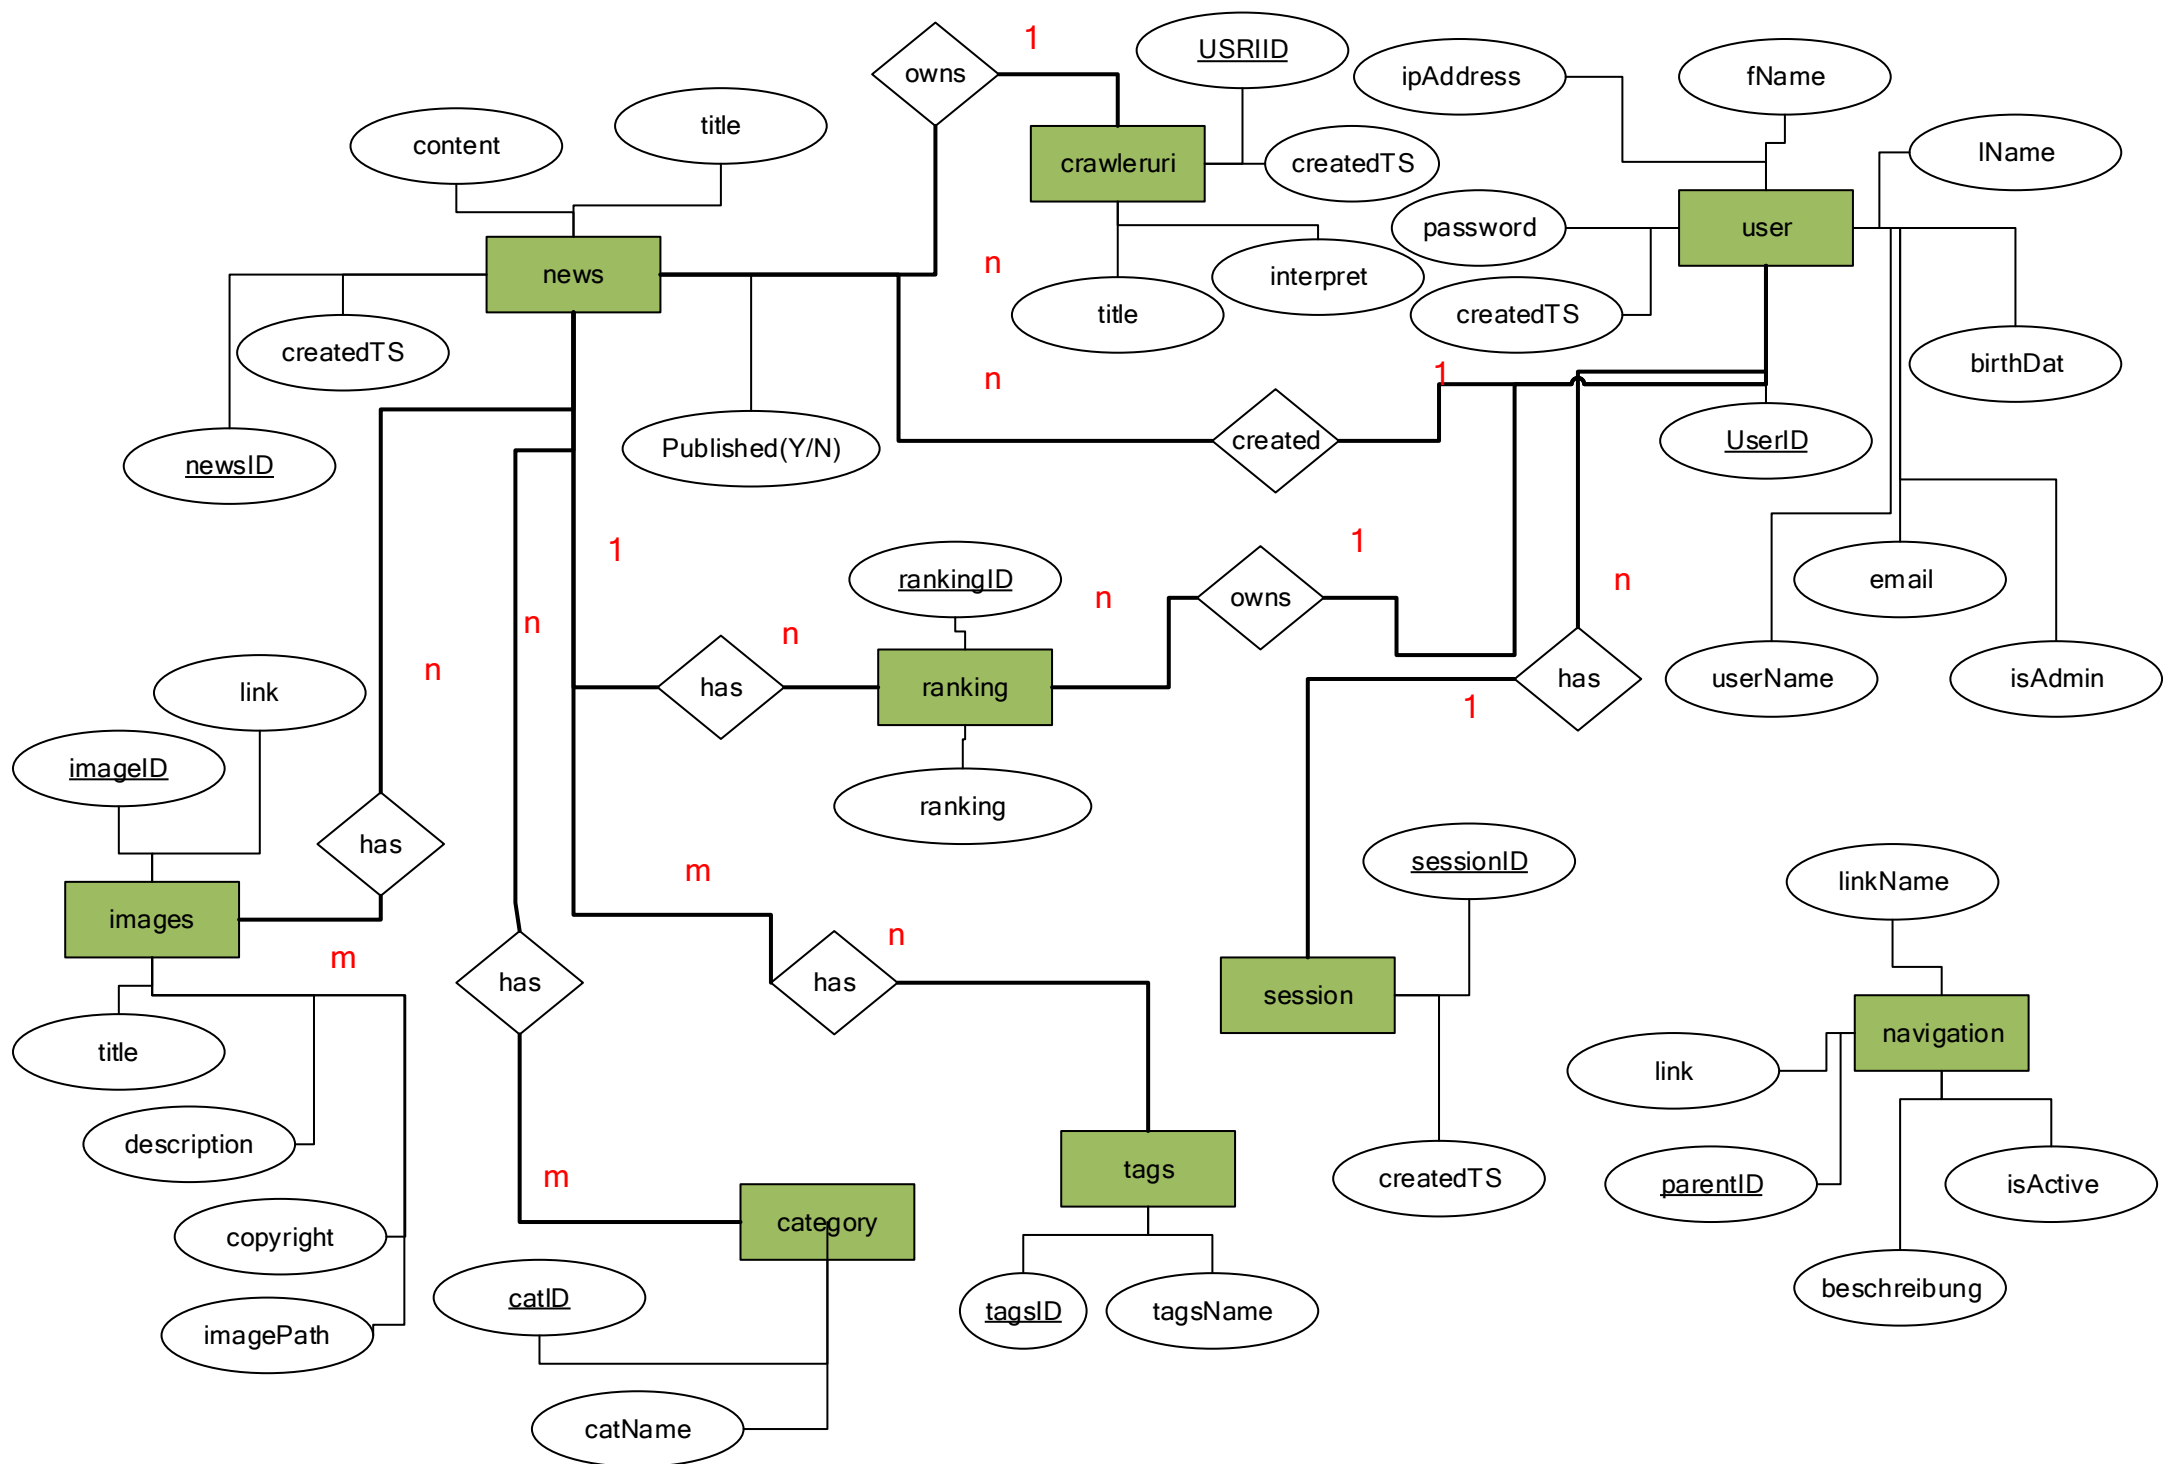 1
USRIID
owns
ipAddress
fName
content
title
crawleruri
createdTS
lName
password
user
news
n
interpret
title
createdTS
createdTS
birthDat
n
1
newsID
Published(Y/N)
created
UserID
1
1
rankingID
n
email
n
owns
n
n
n
link
has
ranking
has
userName
isAdmin
1
imageID
ranking
has
m
sessionID
linkName
images
n
m
has
has
session
navigation
title
link
description
m
tags
createdTS
parentID
isActive
copyright
category
catID
tagsID
tagsName
beschreibung
imagePath
catName